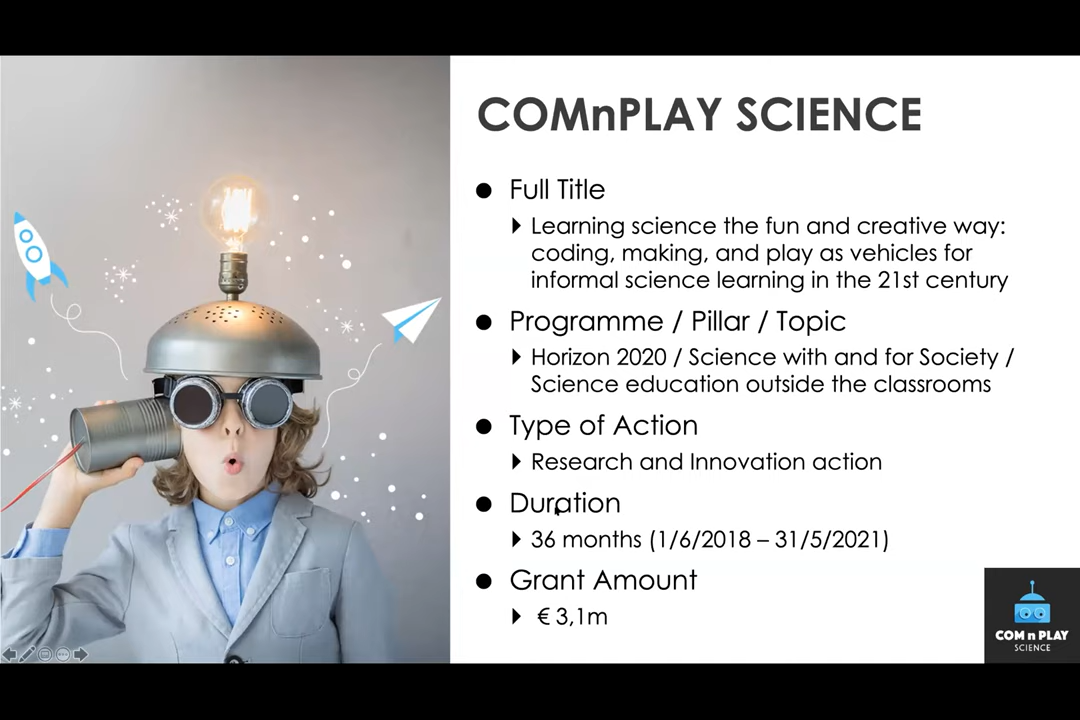 COMnPLAY SCIENCE
Full Title
Learning science the fun and creative way:
coding, making, and play as vehicles for
informal science learning in the 21st century
Programme / Pillar / Topic
Horizon 2020 / Science with and for Society /
Science education outside the classrooms
Type of Action
Research and Innovation action
Duration
36 months (1/6/2018 – 31/5/2021)
Grant Amount
€ 3,1m
COM n PLAY
SCIENCE